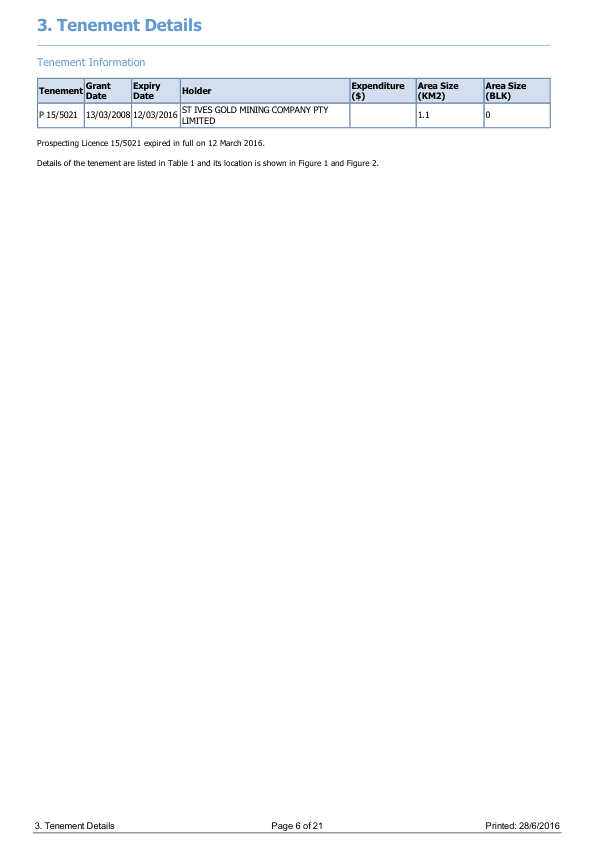 3. Tenement Details
Tenement Information
Tenement Grant Date Expiry Date Holder Expenditure ($) Area Size (KM2) Area Size (BLK)
P 15/5021 13/03/2008 12/03/2016 ST IVES GOLD MINING COMPANY PTY LIMITED 1.1 0
Prospecting Licence 15/5021 expired in full on 12 March 2016.
Details of the tenement are listed in Table 1 and its location is shown in Figure 1 and Figure 2.
3. Tenement Details Page 6 of 21 Printed: 28/6/2016